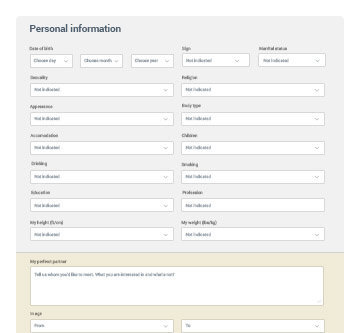 Personal information
Date of birth Sign Marital status
Choose day Choose month Choose year Not indicated Not indicated
Sexuality Religion
Not indicated Not indicated
Appearance Body type
Not indicated Not indicated
Accomodation Children
Not indicated Not indicated
Drinking Smoking
Not indicated Not indicated
Education Profession
Not indicated Not indicated
My height (ft/cm) My weight (lbs/kg)
Not indicated Not indicated
My perfect partner
Tell us whom you'd like to meet. What you are interested in and what's not?
In age
From To